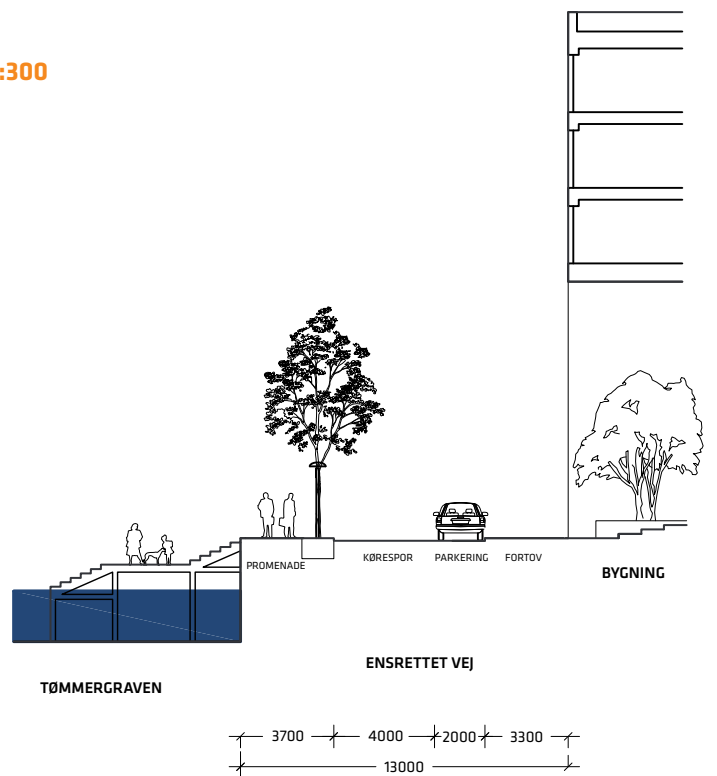 :300
PROMENADE
KØRESPOR PARKERING FORTOV
BYGNING
ENSRETTET VEJ
TØMMERGRAVEN
3700 4000 2000 3300
13000